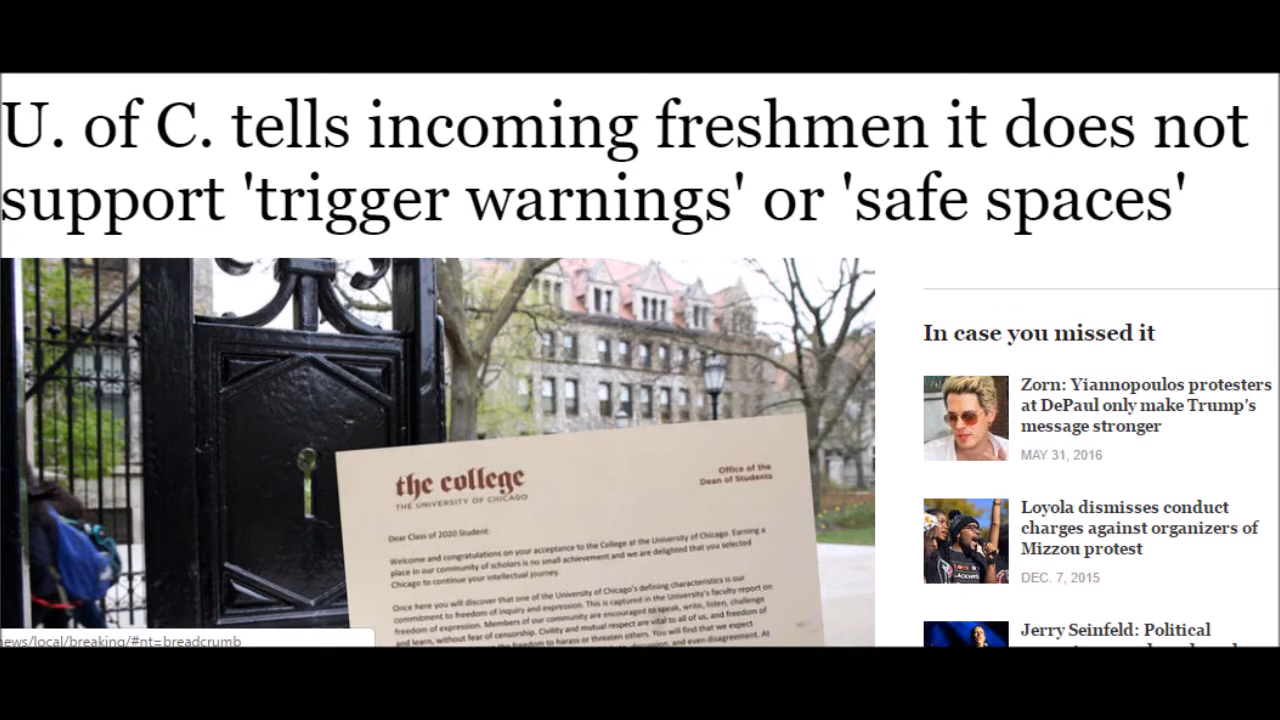 U. of C. tells incoming freshmen it does not
support 'trigger warnings' or 'safe spaces'
the college
THE UNIVERSITY OF CHICAGO
Office of the
Dean of Students
Dear Class of 2020 Student:
Welcome and congratulations on your acceptance to the College at the University of Chicago. Earning a
place in our community of scholars is no small achievement and we are delighted that you selected
Chicago to continue your intellectual journey.
Once here you will discover that one of the University of Chicago's defining characteristics is our
commitment to freedom of inquiry and expression. This is captured in the University's faculty report on
freedom of expression. Members of our community are encouraged to speak, write, listen, challenge
and learn, without fear of censorship. Civility and mutual respect are vital to all of us, and freedom of
the freedom to harass or threaten others. You will find that we expect
discussion, and even disagreement. At
news/local/breaking/#nt=breadcrumb
In case you missed it
Zorn: Yiannopoulos protesters
at DePaul only make Trump's
message stronger
MAY 31, 2016
Loyola dismisses conduct
charges against organizers of
Mizzou protest
DEC. 7, 2015
Jerry Seinfeld: Political